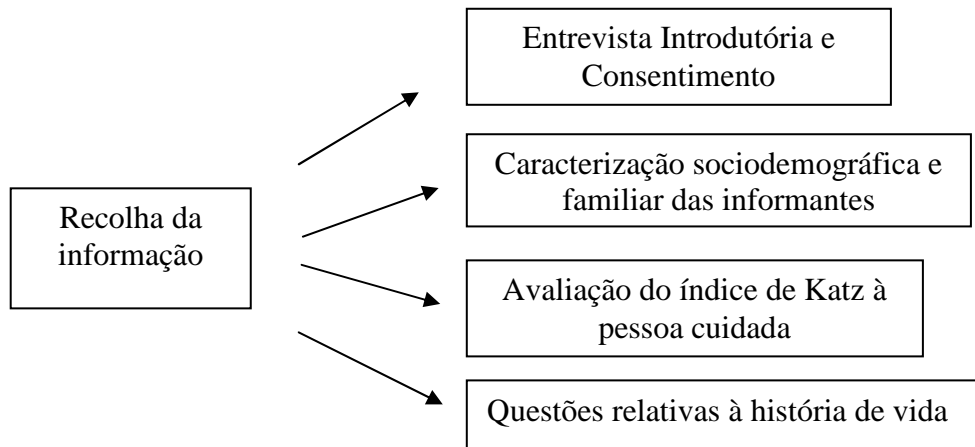 Entrevista Introdutória e
Consentimento
Caracterização sociodemográfica e
familiar das informantes
Recolha da
informação
Avaliação do índice de Katz à
pessoa cuidada
Questões relativas à história de vida